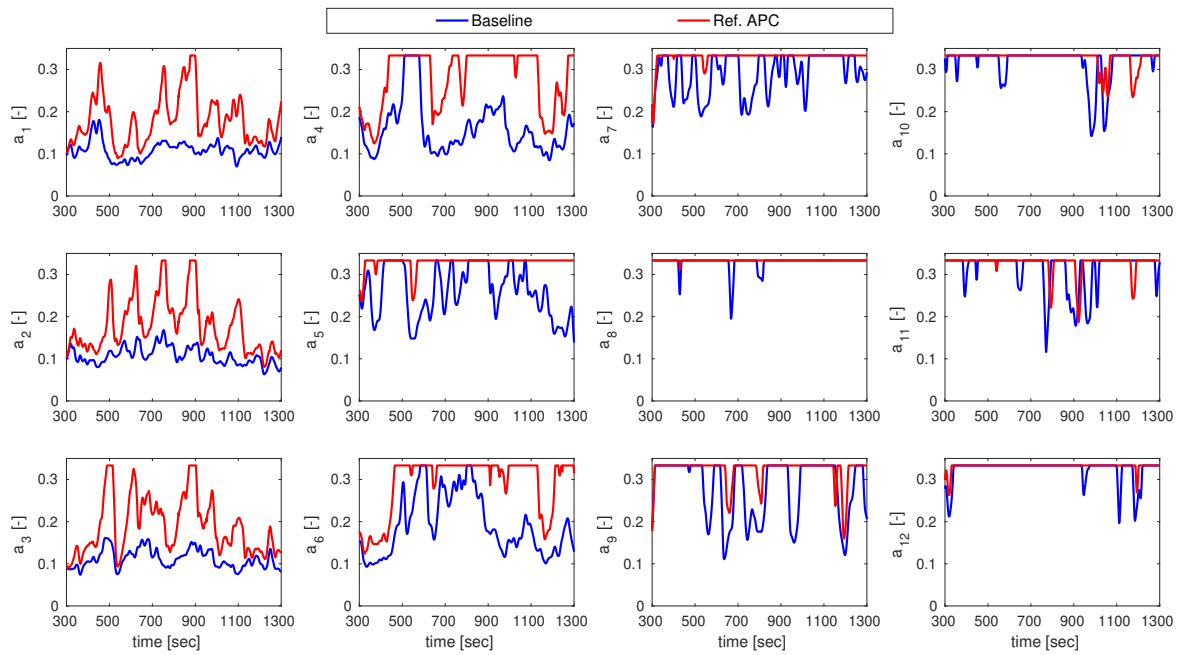 Baseline Ref. APC
0.3 0.3 0.3 0.3
0.2 0.2 0.2 0.2
0.1 0.1 0.1 0.1
0 0 0 0
a1 [-] a4 [-] a7 [-] a10 [-]
300 500 700 900 1100 1300 300 500 700 900 1100 1300 300 500 700 900 1100 1300 300 500 700 900 1100 1300
0.3 0.3 0.3 0.3
0.2 0.2 0.2 0.2
0.1 0.1 0.1 0.1
0 0 0 0
a2 [-] a5 [-] a8 [-] a11 [-]
300 500 700 900 1100 1300 300 500 700 900 1100 1300 300 500 700 900 1100 1300 300 500 700 900 1100 1300
0.3 0.3 0.3 0.3
0.2 0.2 0.2 0.2
0.1 0.1 0.1 0.1
0 0 0 0
a3 [-] a6 [-] a9 [-] a12 [-]
300 500 700 900 1100 1300 300 500 700 900 1100 1300 300 500 700 900 1100 1300 300 500 700 900 1100 1300
time [sec] time [sec] time [sec] time [sec]